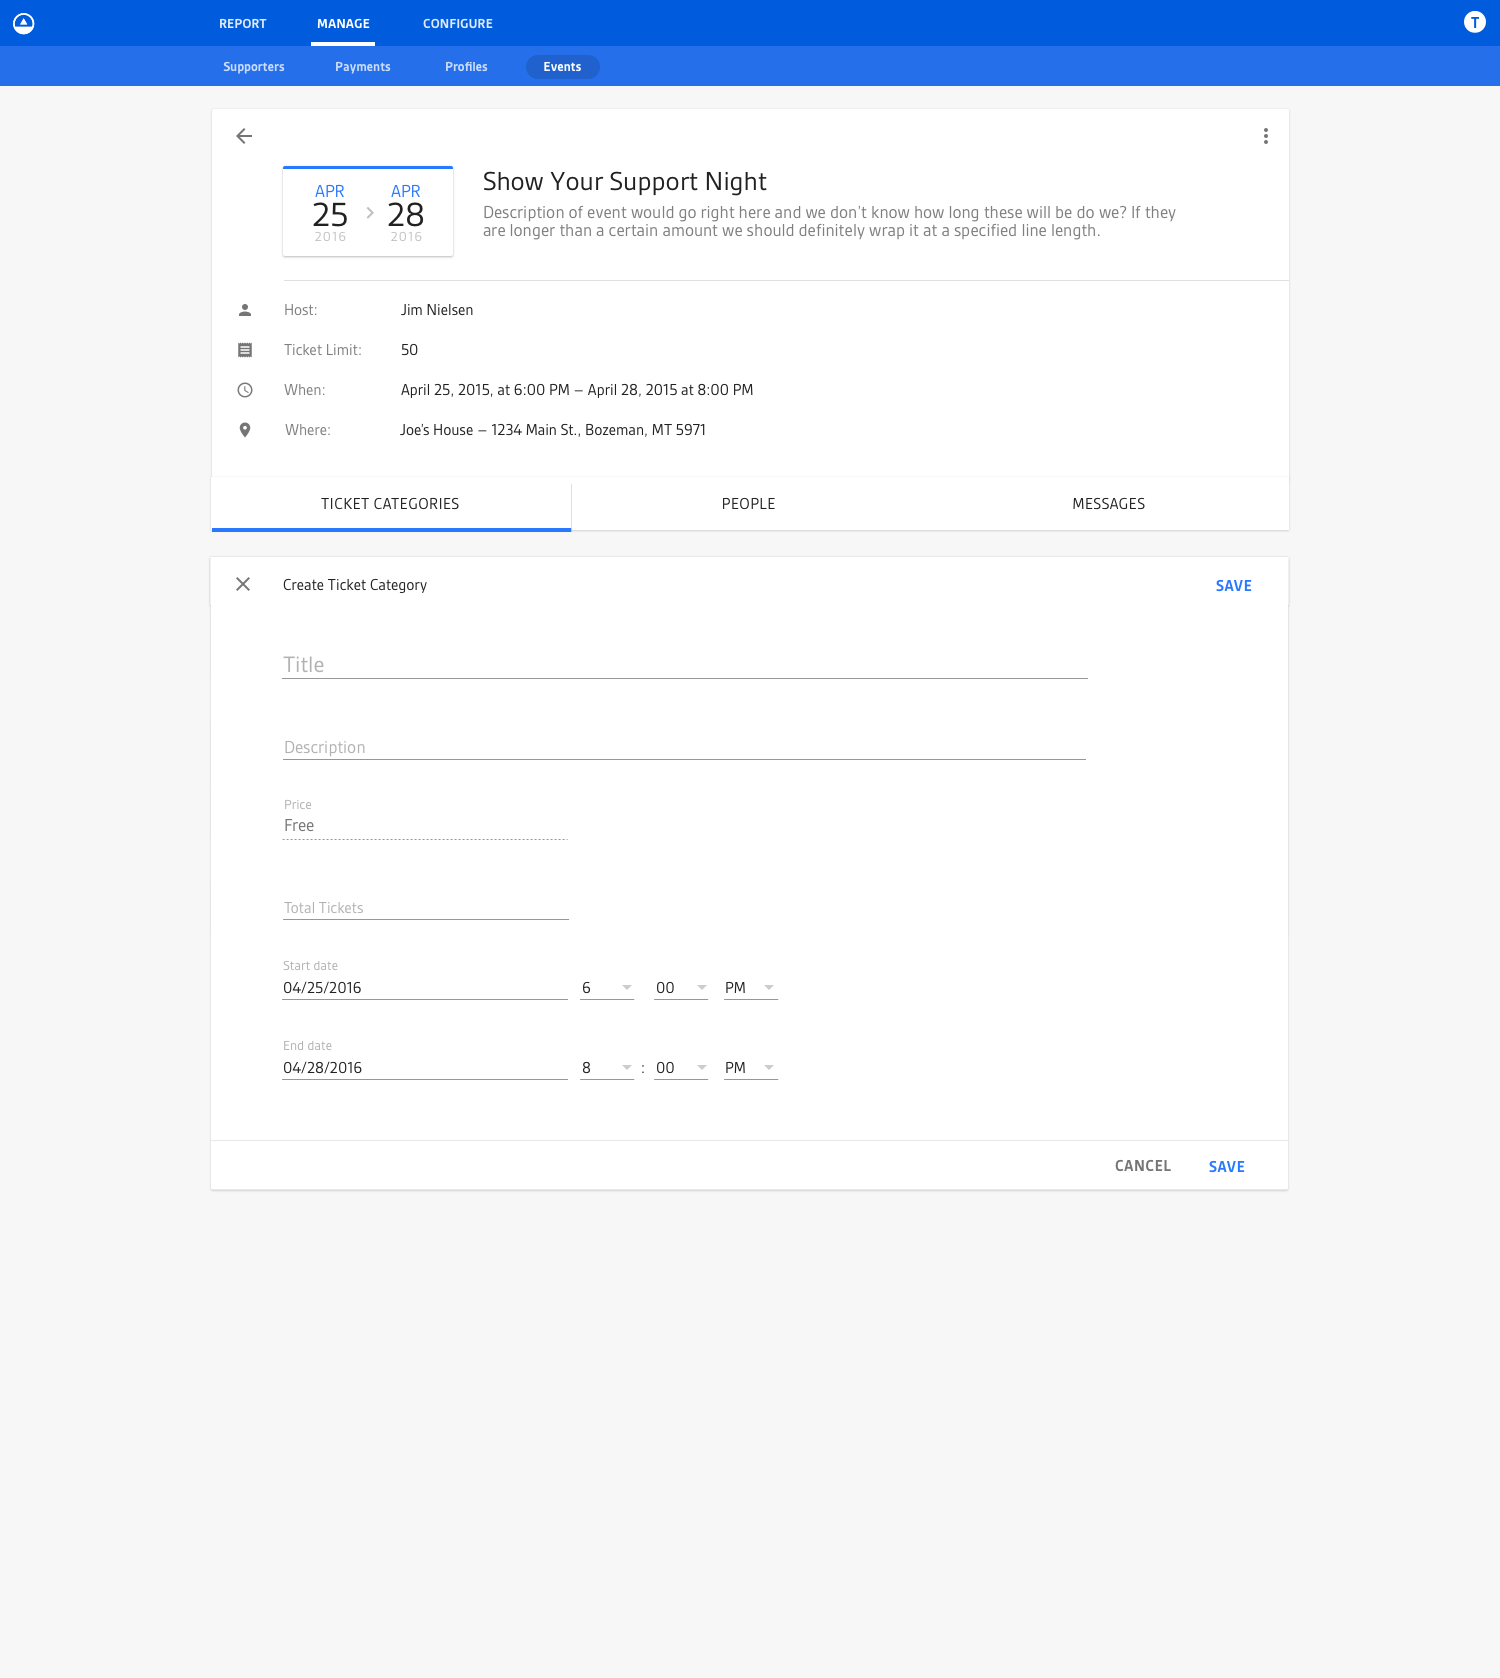 REPORT MANAGE CONFIGURE T
Supporters Payments Profiles Events
APR APR
25 > 28
2016 2016
Show Your Support Night
Description of event would go right here and we don't know how long these will be do we? If they
are longer than a certain amount we should definitely wrap it at a specified line length.
Host: Jim Nielsen
Ticket Limit: 50
When: April 25, 2015, at 6:00 PM – April 28, 2015 at 8:00 PM
Where: Joe's House – 1234 Main St., Bozeman, MT 5971
TICKET CATEGORIES PEOPLE MESSAGES
Create Ticket Category SAVE
Title
Description
Price
Free
Total Tickets
Start date
04/25/2016 6 00 PM
End date
04/28/2016 8 : 00 PM
CANCEL SAVE